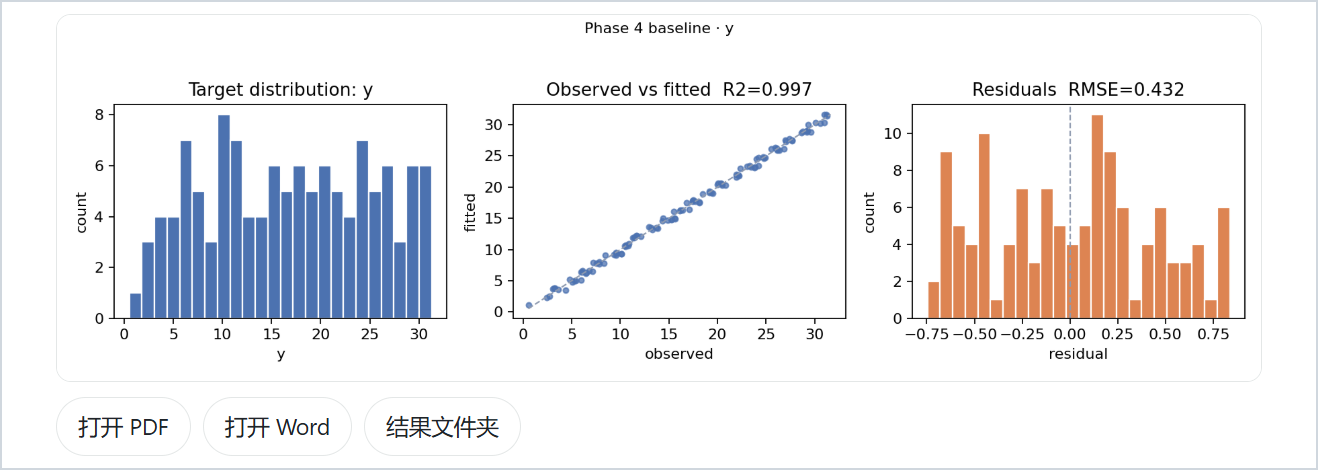 Phase 4 baseline · y
Target distribution: y
8
6
4
2
0
count
0 5 10 15 20 25 30
y
Observed vs fitted R2=0.997
30
25
20
15
10
5
0
fitted
0 5 10 15 20 25 30
observed
Residuals RMSE=0.432
10
8
6
4
2
0
count
−0.75 −0.50 −0.25 0.00 0.25 0.50 0.75
residual
打开 PDF
打开 Word
结果文件夹